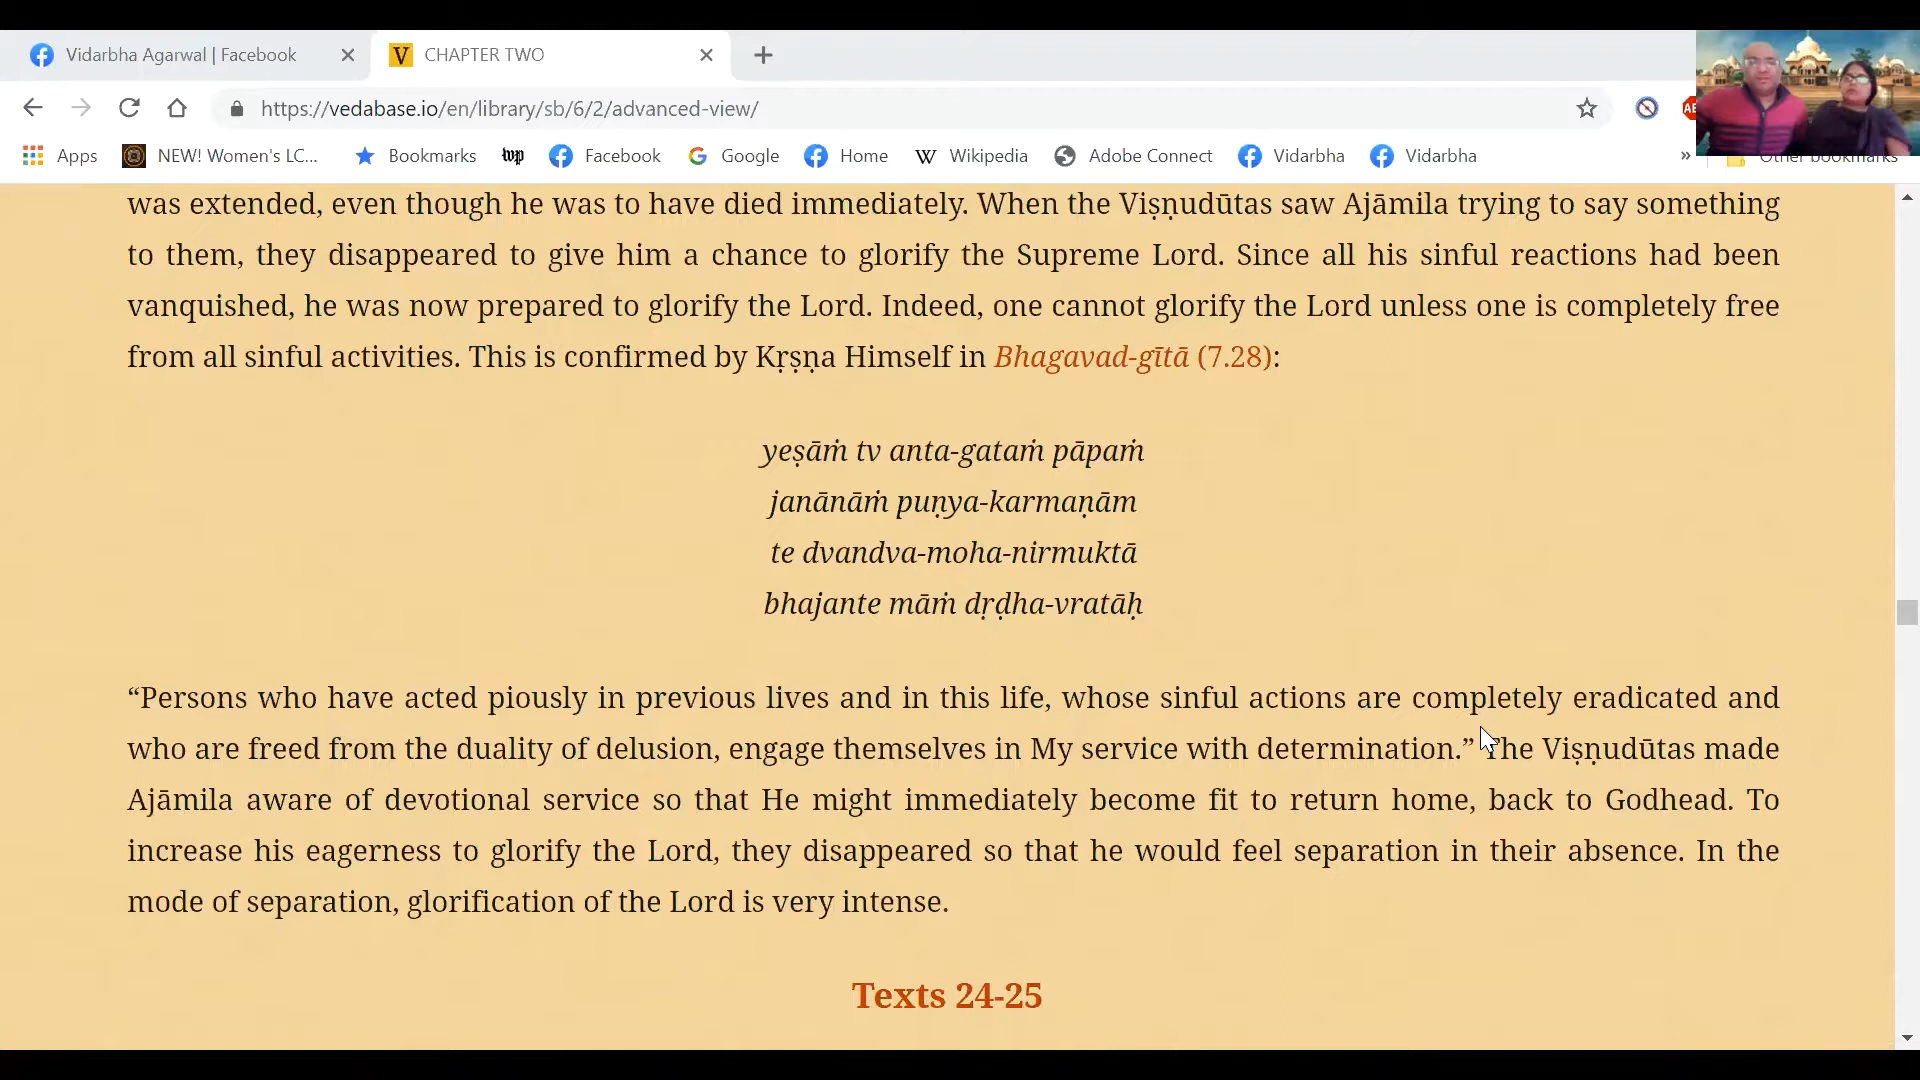 Vidarbha Agarwal | Facebook
CHAPTER TWO
https://vedabase.io/en/library/sb/6/2/advanced-view/
Apps NEW! Women's LC... Bookmarks wp Facebook Google Home W Wikipedia Adobe Connect Vidarbha Vidarbha » Other bookmarks
was extended, even though he was to have died immediately. When the Viṣṇudūtas saw Ajāmila trying to say something
to them, they disappeared to give him a chance to glorify the Supreme Lord. Since all his sinful reactions had been
vanquished, he was now prepared to glorify the Lord. Indeed, one cannot glorify the Lord unless one is completely free
from all sinful activities. This is confirmed by Kṛṣṇa Himself in Bhagavad-gītā (7.28):
yeṣāṁ tv anta-gataṁ pāpaṁ
janānāṁ puṇya-karmaṇām
te dvandva-moha-nirmuktā
bhajante māṁ dṛḍha-vratāḥ
“Persons who have acted piously in previous lives and in this life, whose sinful actions are completely eradicated and
who are freed from the duality of delusion, engage themselves in My service with determination.” The Viṣṇudūtas made
Ajāmila aware of devotional service so that He might immediately become fit to return home, back to Godhead. To
increase his eagerness to glorify the Lord, they disappeared so that he would feel separation in their absence. In the
mode of separation, glorification of the Lord is very intense.
Texts 24-25